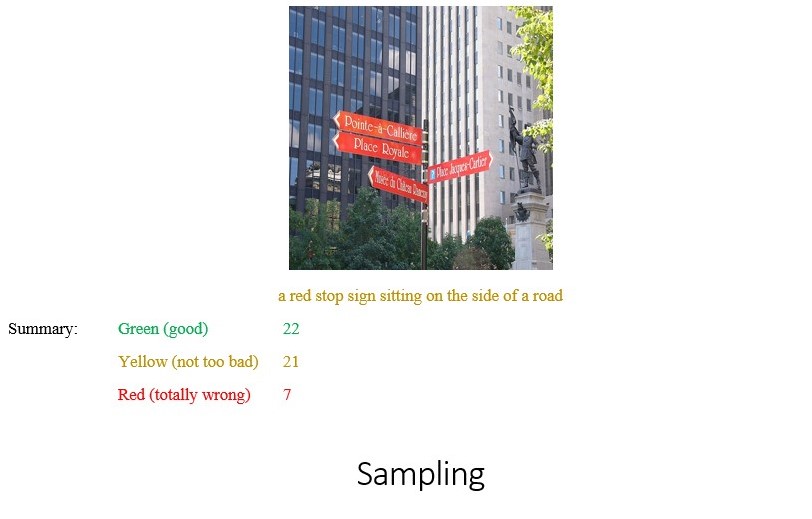 Pointe-à-Callière
Place Royale
Place Jacques-Cartier
Musée du Château Ramezay
a red stop sign sitting on the side of a road
Summary: Green (good) 22
Yellow (not too bad) 21
Red (totally wrong) 7
Sampling